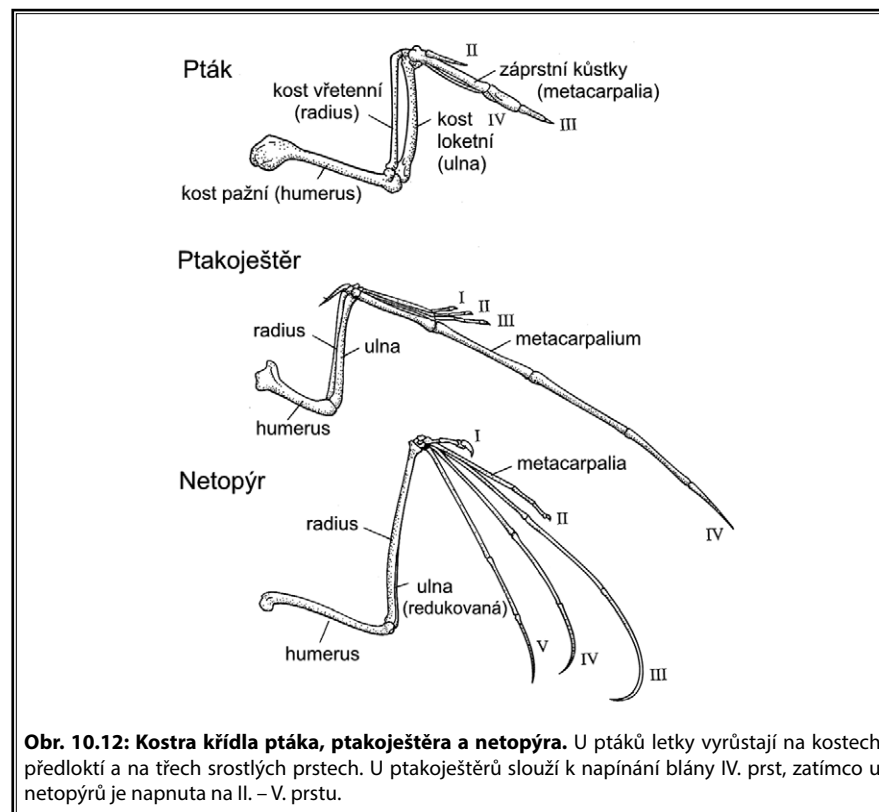 Pták
II
záprstní kůstky
(metacarpalia)
kost vřetenní
(radius)
IV
III
kost
loketní
(ulna)
kost pažní (humerus)
Ptakoještěr
I
II
III
radius
ulna
metacarpalium
humerus
I
metacarpalia
Netopýr
II
radius
IV
ulna
(redukovaná)
humerus
V
IV
III
Obr. 10.12: Kostra křídla ptáka, ptakoještěra a netopýra. U ptáků letky vyrůstají na kostech
předloktí a na třech srostlých prstech. U ptakoještěrů slouží k napínání blány IV. prst, zatímco u
netopýrů je napnuta na II. – V. prstu.